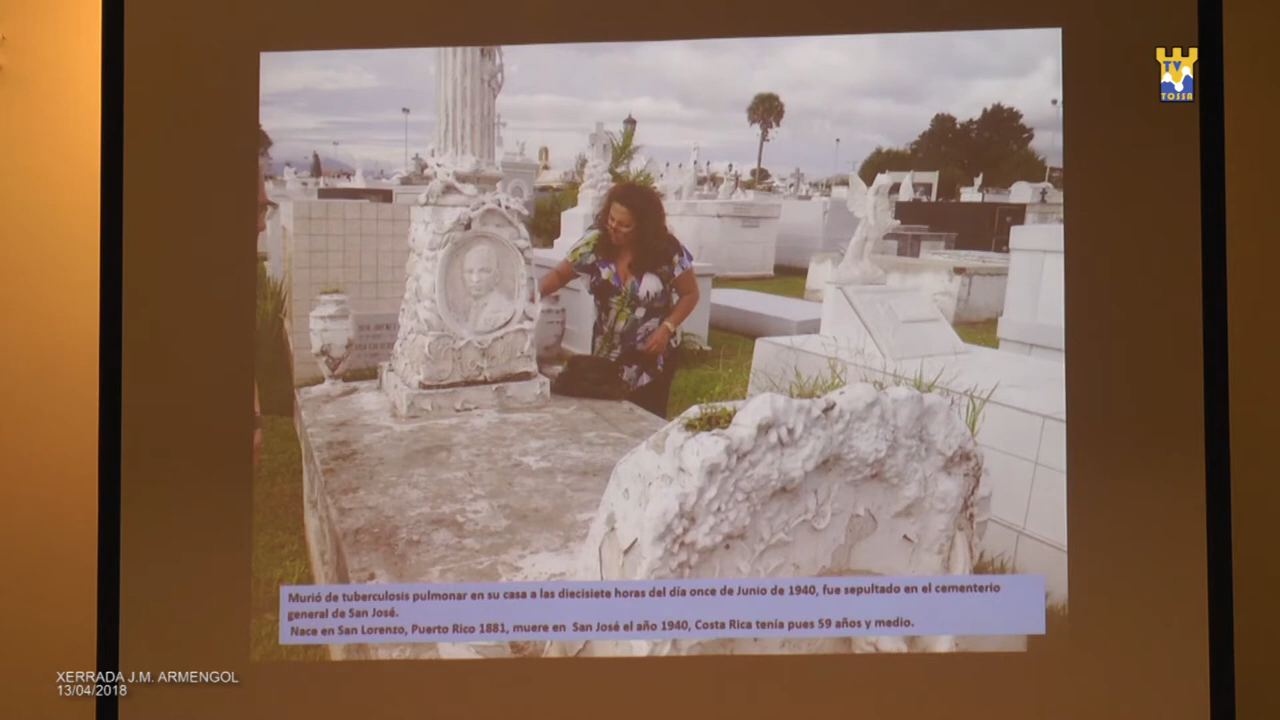 TV
TOSSA
Murió de tuberculosis pulmonar en su casa a las diecisiete horas del día once de Junio de 1940, fue sepultado en el cementerio
general de San José.
Nace en San Lorenzo, Puerto Rico 1881, muere en San José el año 1940, Costa Rica tenía pues 59 años y medio.
XERRADA J.M. ARMENGOL
13/04/2018